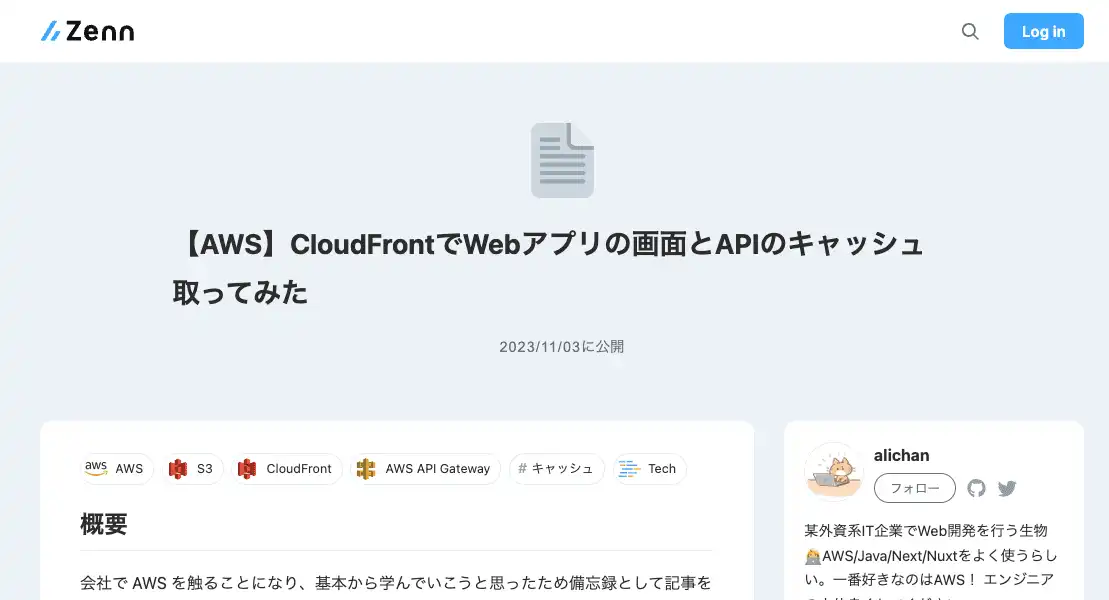 Zenn
Log in
【AWS】CloudFrontでWebアプリの画面とAPIのキャッシュ
取ってみた
2023/11/03に公開
aws AWS
S3
CloudFront
AWS API Gateway
# キャッシュ
Tech
概要
会社で AWS を触ることになり、基本から学んでいこうと思ったため備忘録として記事を
alichan
フォロー
某外資系IT企業でWeb開発を行う生物
AWS/Java/Next/Nuxtをよく使うらし
い。一番好きなのはAWS！ エンジニア